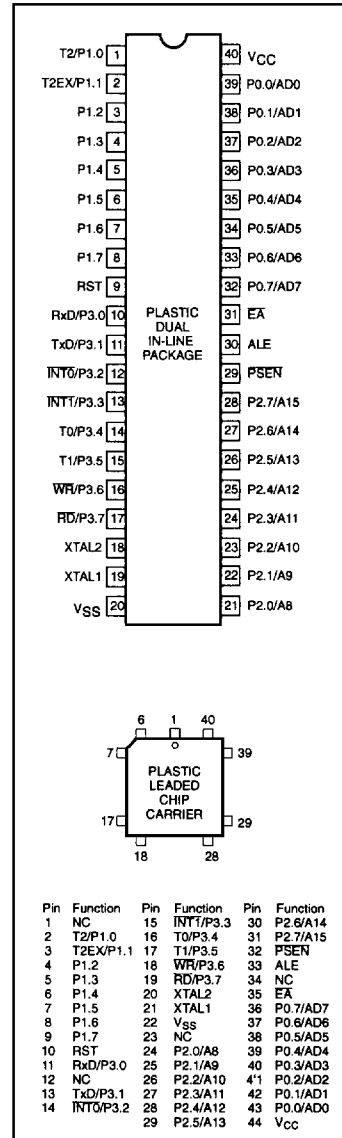 T2/P1.0 1 40 VCC
T2EX/P1.1 2 39 P0.0/AD0
P1.2 3 38 P0.1/AD1
P1.3 4 37 P0.2/AD2
P1.4 5 36 P0.3/AD3
P1.5 6 35 P0.4/AD4
P1.6 7 34 P0.5/AD5
P1.7 8 33 P0.6/AD6
RST 9 32 P0.7/AD7
RxD/P3.0 10 31 EA
TxD/P3.1 11 30 ALE
INT0/P3.2 12 29 PSEN
INT1/P3.3 13 28 P2.7/A15
T0/P3.4 14 27 P2.6/A14
T1/P3.5 15 26 P2.5/A13
WR/P3.6 16 25 P2.4/A12
RD/P3.7 17 24 P2.3/A11
XTAL2 18 23 P2.2/A10
XTAL1 19 22 P2.1/A9
VSS 20 21 P2.0/A8
PLASTIC
DUAL
IN-LINE
PACKAGE
6 1 40
7 39
PLASTIC
LEADED
CHIP
CARRIER
17 29
18 28
Pin Function Pin Function Pin Function
1 NC 15 INT1/P3.3 30 P2.6/A14
2 T2/P1.0 16 T0/P3.4 31 P2.7/A15
3 T2EX/P1.1 17 T1/P3.5 32 PSEN
4 P1.2 18 WR/P3.6 33 ALE
5 P1.3 19 RD/P3.7 34 NC
6 P1.4 20 XTAL2 35 EA
7 P1.5 21 XTAL1 36 P0.7/AD7
8 P1.6 22 VSS 37 P0.6/AD6
9 P1.7 23 NC 38 P0.5/AD5
10 RST 24 P2.0/A8 39 P0.4/AD4
11 RxD/P3.0 25 P2.1/A9 40 P0.3/AD3
12 NC 26 P2.2/A10 4'1 P0.2/AD2
13 TxD/P3.1 27 P2.3/A11 42 P0.1/AD1
14 INT0/P3.2 28 P2.4/A12 43 P0.0/AD0
29 P2.5/A13 44 VCC